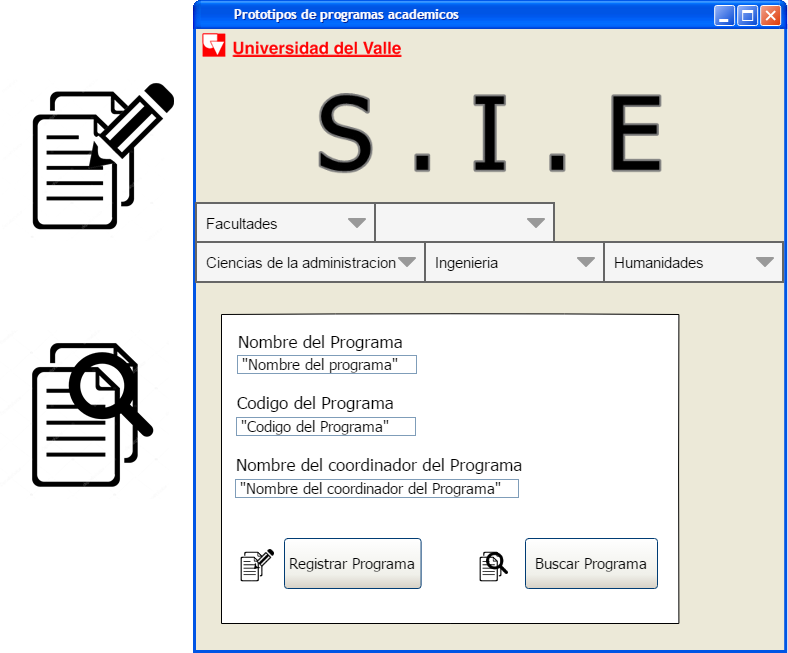 Prototipos de programas academicos
Universidad del Valle
S.I.E
Facultades
Ciencias de la administracion Ingenieria Humanidades
Nombre del Programa
"Nombre del programa"
Codigo del Programa
"Codigo del Programa"
Nombre del coordinador del Programa
"Nombre del coordinador del Programa"
Registrar Programa Buscar Programa